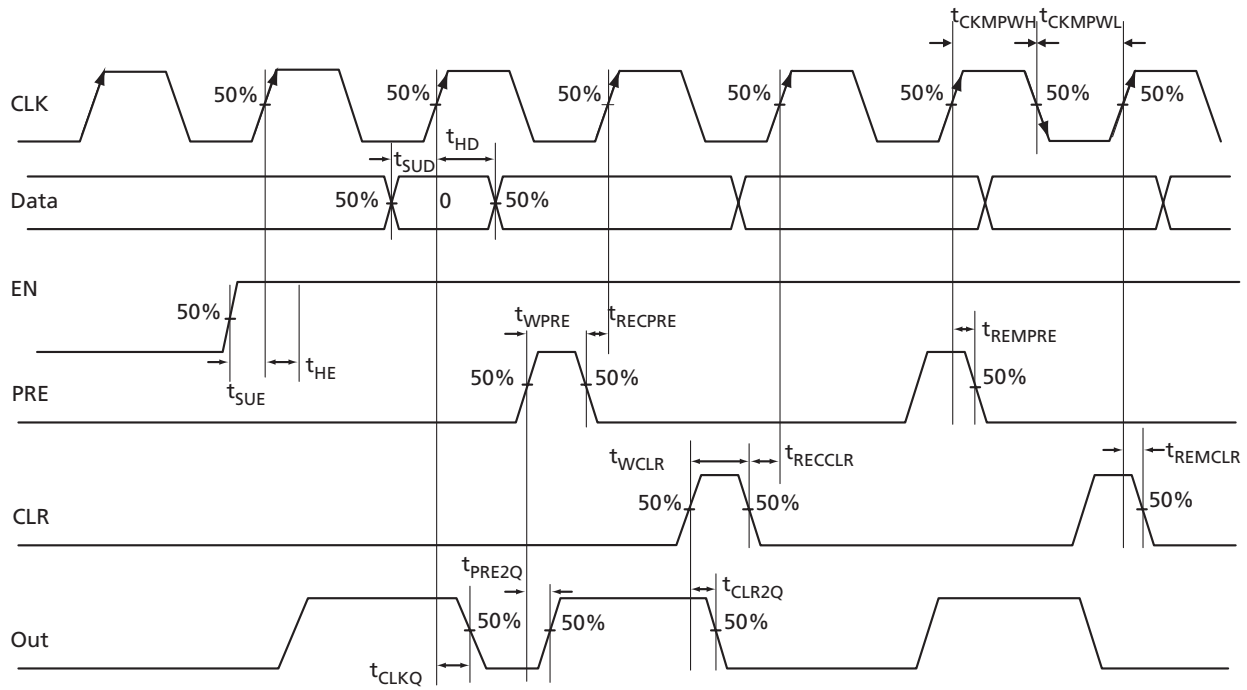 tCKMPWH tCKMPWL
CLK 50% 50% 50% 50% 50% 50% 50%
tSUD tHD
Data 50% 0 50%
EN 50%
tWPRE tRECPRE tREMPRE
tSUE tHE
PRE 50% 50% 50%
tWCLR tRECCLR tREMCLR
CLR 50% 50% 50%
tPRE2Q tCLR2Q
Out 50% 50% 50%
tCLKQ